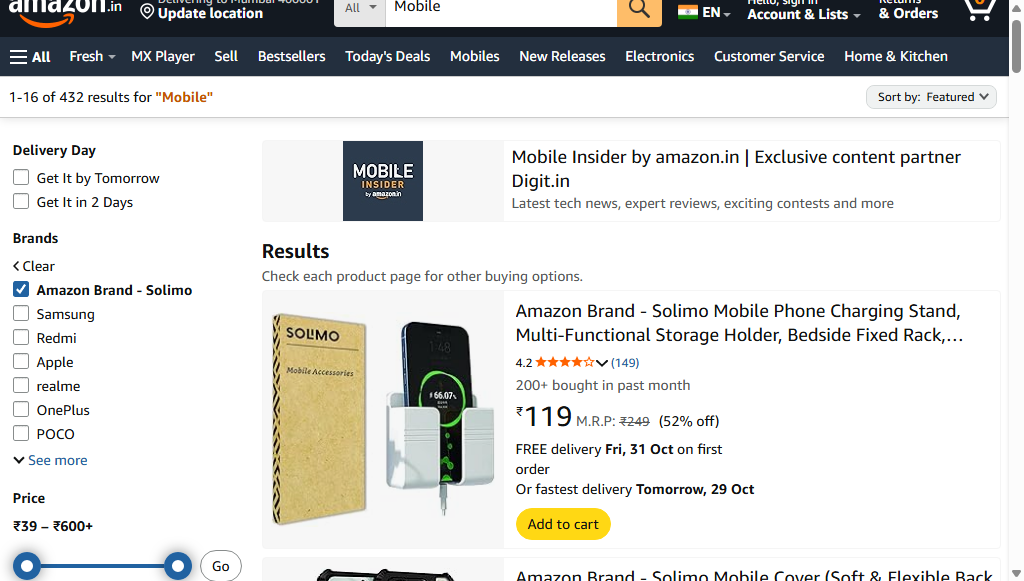 amazon.in
Update location
All
Mobile
EN
Hello, sign in
Account & Lists
Returns
& Orders
All
Fresh
MX Player
Sell
Bestsellers
Today's Deals
Mobiles
New Releases
Electronics
Customer Service
Home & Kitchen
1-16 of 432 results for "Mobile"
Sort by: Featured
Delivery Day
Get It by Tomorrow
Get It in 2 Days
Brands
Clear
Amazon Brand - Solimo
Samsung
Redmi
Apple
realme
OnePlus
POCO
See more
Price
₹39 – ₹600+
Go
MOBILE
INSIDER
by amazon.in
Mobile Insider by amazon.in | Exclusive content partner
Digit.in
Latest tech news, expert reviews, exciting contests and more
Results
Check each product page for other buying options.
SOLIMO
Mobile Accessories
1:48
66.07%
Amazon Brand - Solimo Mobile Phone Charging Stand,
Multi-Functional Storage Holder, Bedside Fixed Rack,…
4.2 (149)
200+ bought in past month
₹119 M.R.P: ₹249 (52% off)
FREE delivery Fri, 31 Oct on first
order
Or fastest delivery Tomorrow, 29 Oct
Add to cart
Amazon Brand - Solimo Mobile Cover (Soft & Flexible Back